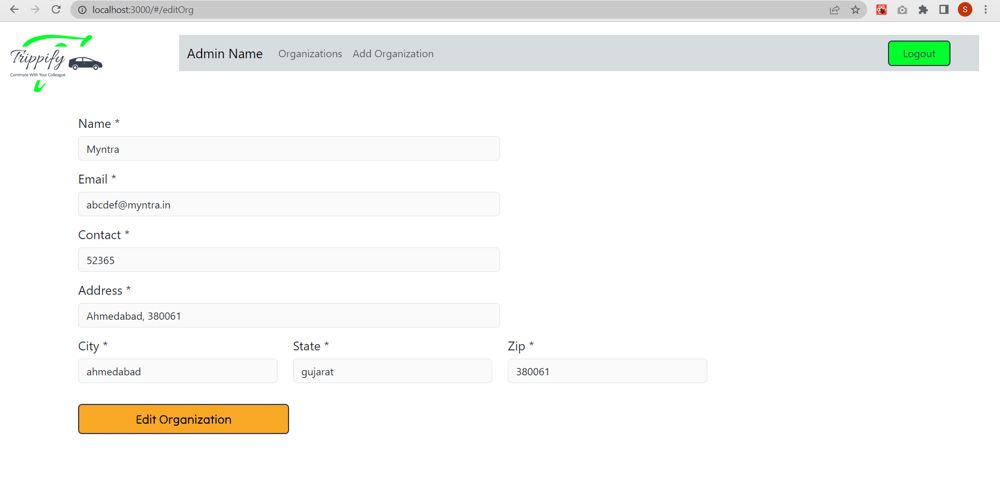 localhost:3000/#/editOrg
S
Trippify
Commute With Your Colleague
Admin Name Organizations Add Organization Logout
Name *
Myntra
Email *
abcdef@myntra.in
Contact *
52365
Address *
Ahmedabad, 380061
City * State * Zip *
ahmedabad gujarat 380061
Edit Organization